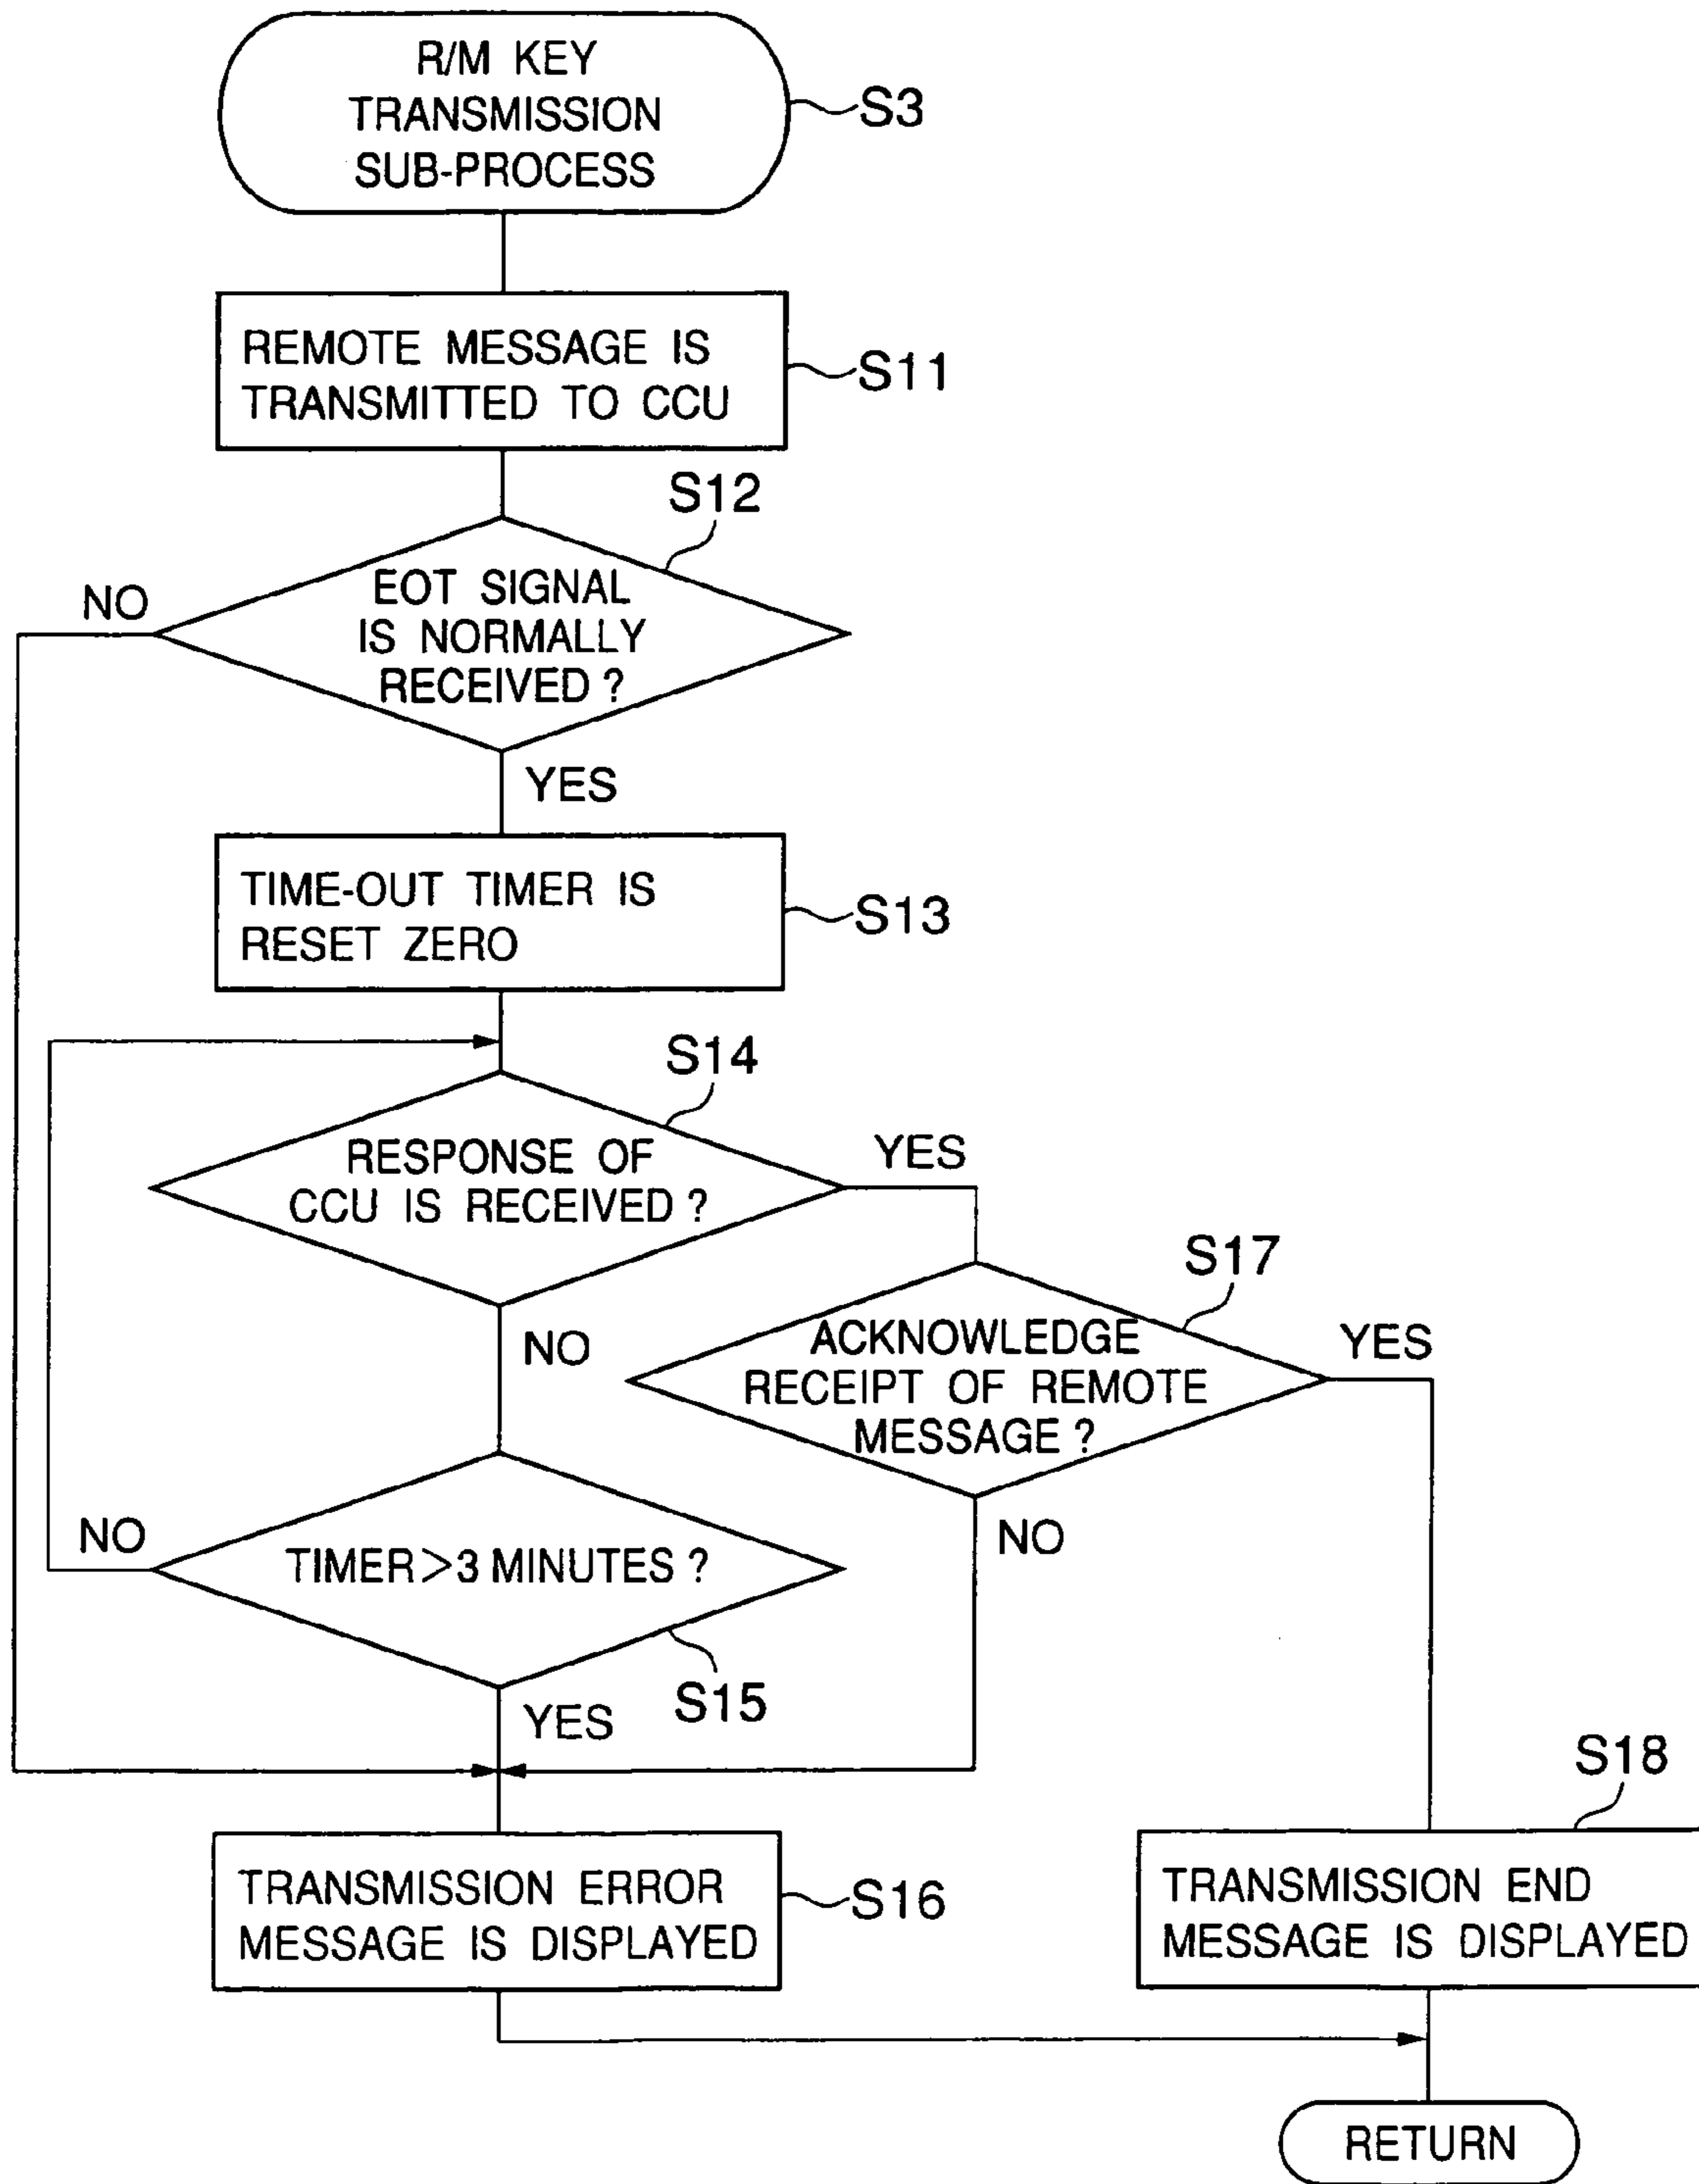 R/M KEY
TRANSMISSION
SUB-PROCESS
S3
REMOTE MESSAGE IS
TRANSMITTED TO CCU
S11
S12
NO
EOT SIGNAL
IS NORMALLY
RECEIVED ?
YES
TIME-OUT TIMER IS
RESET ZERO
S13
S14
RESPONSE OF
CCU IS RECEIVED ?
YES
NO
S17
ACKNOWLEDGE
RECEIPT OF REMOTE
MESSAGE ?
YES
NO
NO
TIMER>3 MINUTES ?
S15
YES
TRANSMISSION ERROR
MESSAGE IS DISPLAYED
S16
S18
TRANSMISSION END
MESSAGE IS DISPLAYED
RETURN